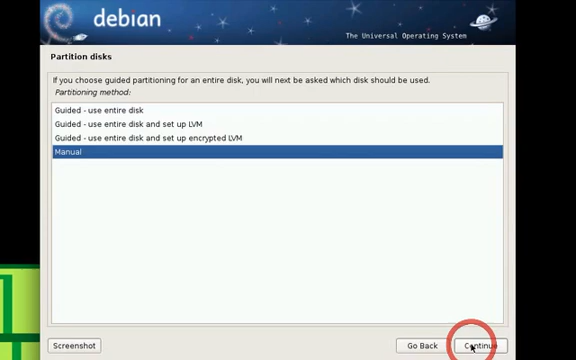 debian
The Universal Operating System
Partition disks
If you choose guided partitioning for an entire disk, you will next be asked which disk should be used.
Partitioning method:
Guided - use entire disk
Guided - use entire disk and set up LVM
Guided - use entire disk and set up encrypted LVM
Manual
Screenshot
Go Back
Continue